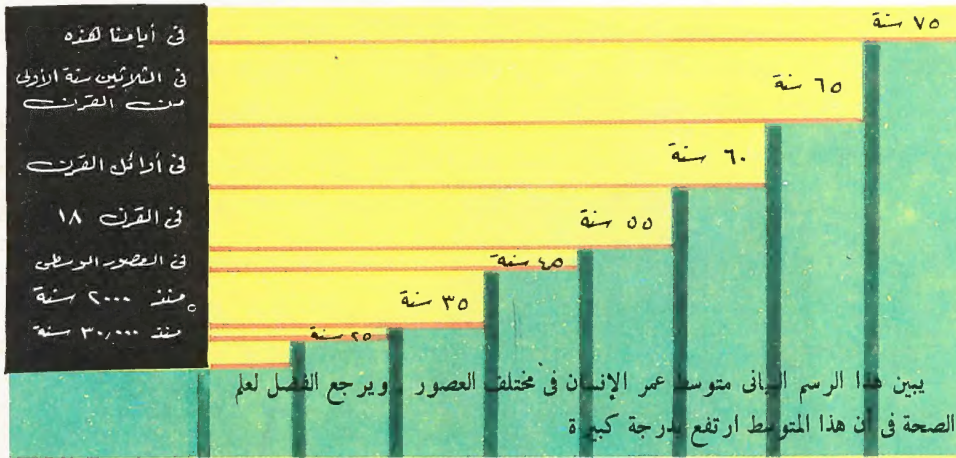 في أيامنا هذه
في الثلاثين سنة الأولى
من القرن
في أوائل القرن
في القرن ١٨
في العصور الوسطى
منذ ٢٠٠٠ سنة
منذ ٣٠,٠٠٠ سنة
٧٥ سنة
٦٥ سنة
٦٠ سنة
٥٥ سنة
٤٥ سنة
٣٥ سنة
٢٥ سنة
يبين هذا الرسم البيانى متوسط عمر الإنسان فى مختلف العصور . ويرجع الفضل لعلم
الصحة فى أن هذا المتوسط ارتفع بدرجة كبيرة